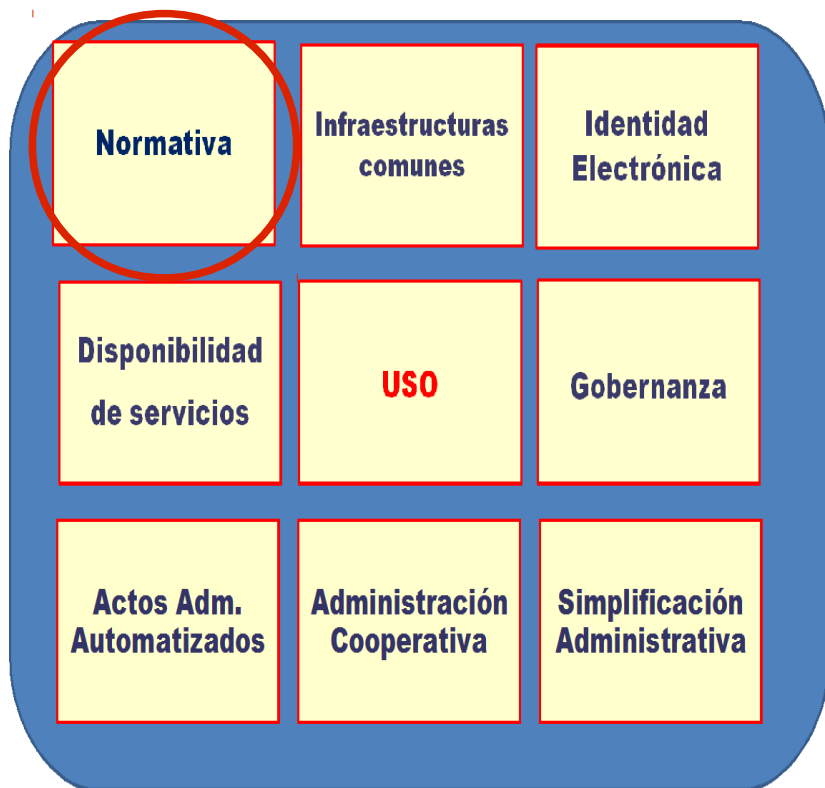 Normativa
Infraestructuras
comunes
Identidad
Electrónica
Disponibilidad
de servicios
USO
Gobernanza
Actos Adm.
Automatizados
Administración
Cooperativa
Simplificación
Administrativa